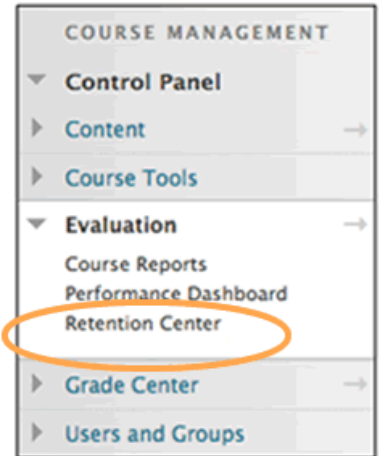 COURSE MANAGEMENT
Control Panel
Content
Course Tools
Evaluation
Course Reports
Performance Dashboard
Retention Center
Grade Center
Users and Groups